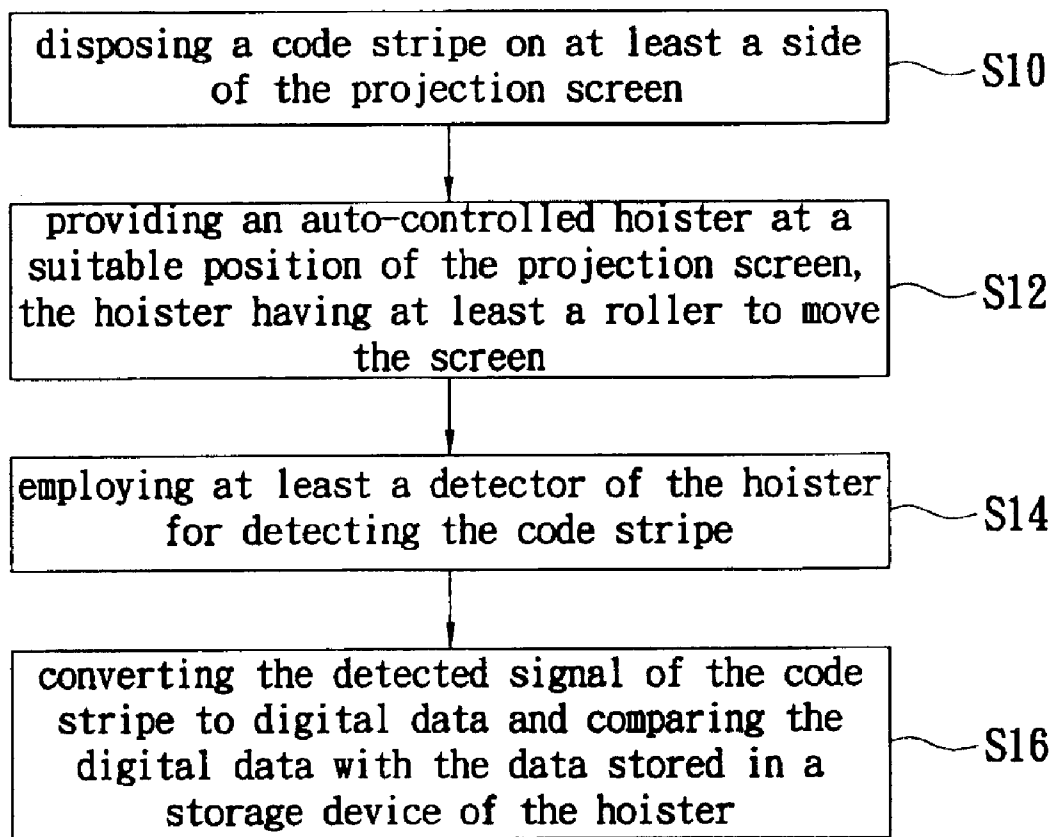 disposing a code stripe on at least a side
of the projection screen
S10
providing an auto-controlled hoister at a
suitable position of the projection screen,
the hoister having at least a roller to move
the screen
S12
employing at least a detector of the hoister
for detecting the code stripe
S14
converting the detected signal of the code
stripe to digital data and comparing the
digital data with the data stored in a
storage device of the hoister
S16